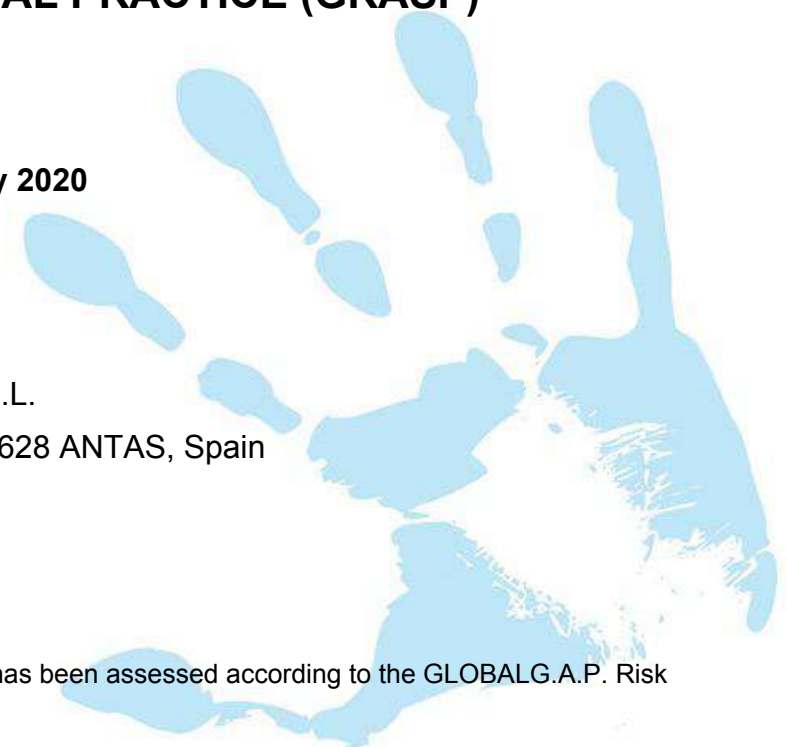 AL PRACTICE (GRASP)
y 2020
.L.
628 ANTAS, Spain
has been assessed according to the GLOBALG.A.P. Risk